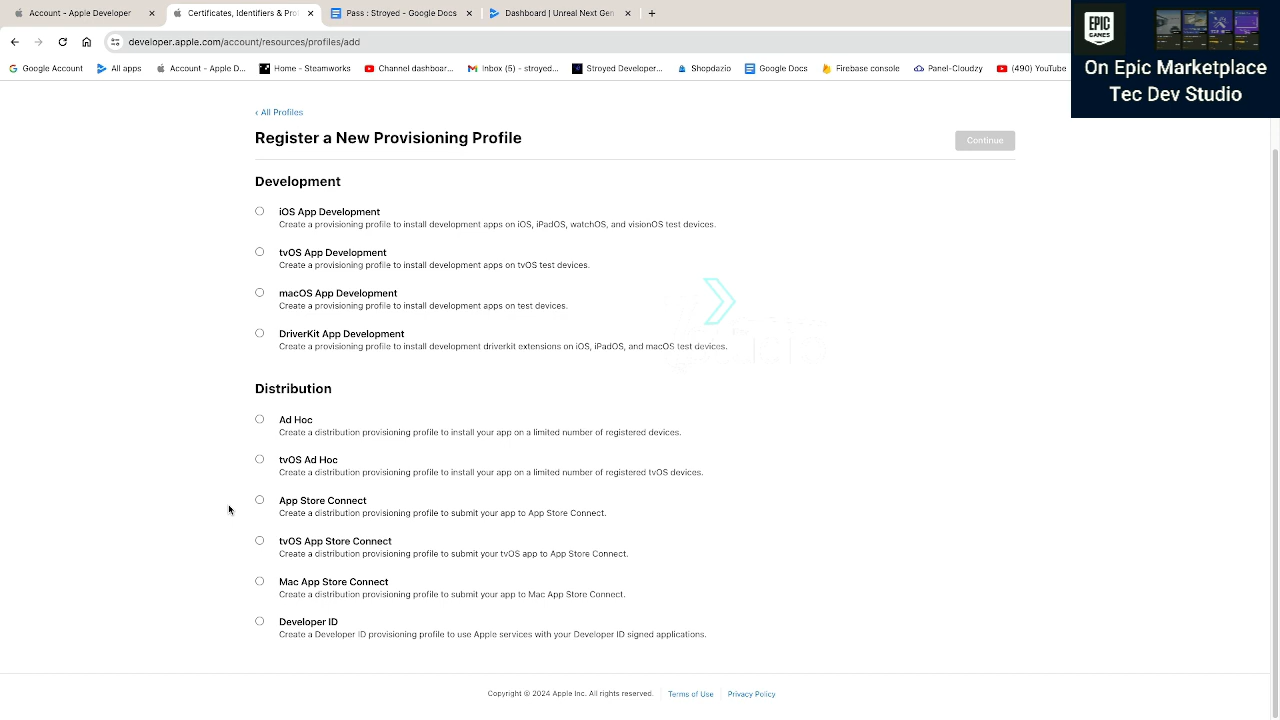 Account - Apple Developer
Certificates, Identifiers & Pro
Pass : Stroyed - Google Docs
Dashboard | Unreal Next Gen
developer.apple.com/account/resources/profiles/add
Google Account
All apps
Account - Apple D...
Home - Steamworks
Channel dashboard...
Inbox (9) - stroed...
Stroyed Developer...
Shopdazio
Google Docs
Firebase console
Panel-Cloudzy
(490) YouTube
EPIC
GAMES
On Epic Marketplace
Tec Dev Studio
‹ All Profiles
Register a New Provisioning Profile
Continue
Development
iOS App Development
Create a provisioning profile to install development apps on iOS, iPadOS, watchOS, and visionOS test devices.
tvOS App Development
Create a provisioning profile to install development apps on tvOS test devices.
macOS App Development
Create a provisioning profile to install development apps on test devices.
DriverKit App Development
Create a provisioning profile to install development driverkit extensions on iOS, iPadOS, and macOS test devices.
Distribution
Ad Hoc
Create a distribution provisioning profile to install your app on a limited number of registered devices.
tvOS Ad Hoc
Create a distribution provisioning profile to install your app on a limited number of registered tvOS devices.
App Store Connect
Create a distribution provisioning profile to submit your app to App Store Connect.
tvOS App Store Connect
Create a distribution provisioning profile to submit your tvOS app to App Store Connect.
Mac App Store Connect
Create a distribution provisioning profile to submit your app to Mac App Store Connect.
Developer ID
Create a Developer ID provisioning profile to use Apple services with your Developer ID signed applications.
Copyright © 2024 Apple Inc. All rights reserved.
Terms of Use
Privacy Policy